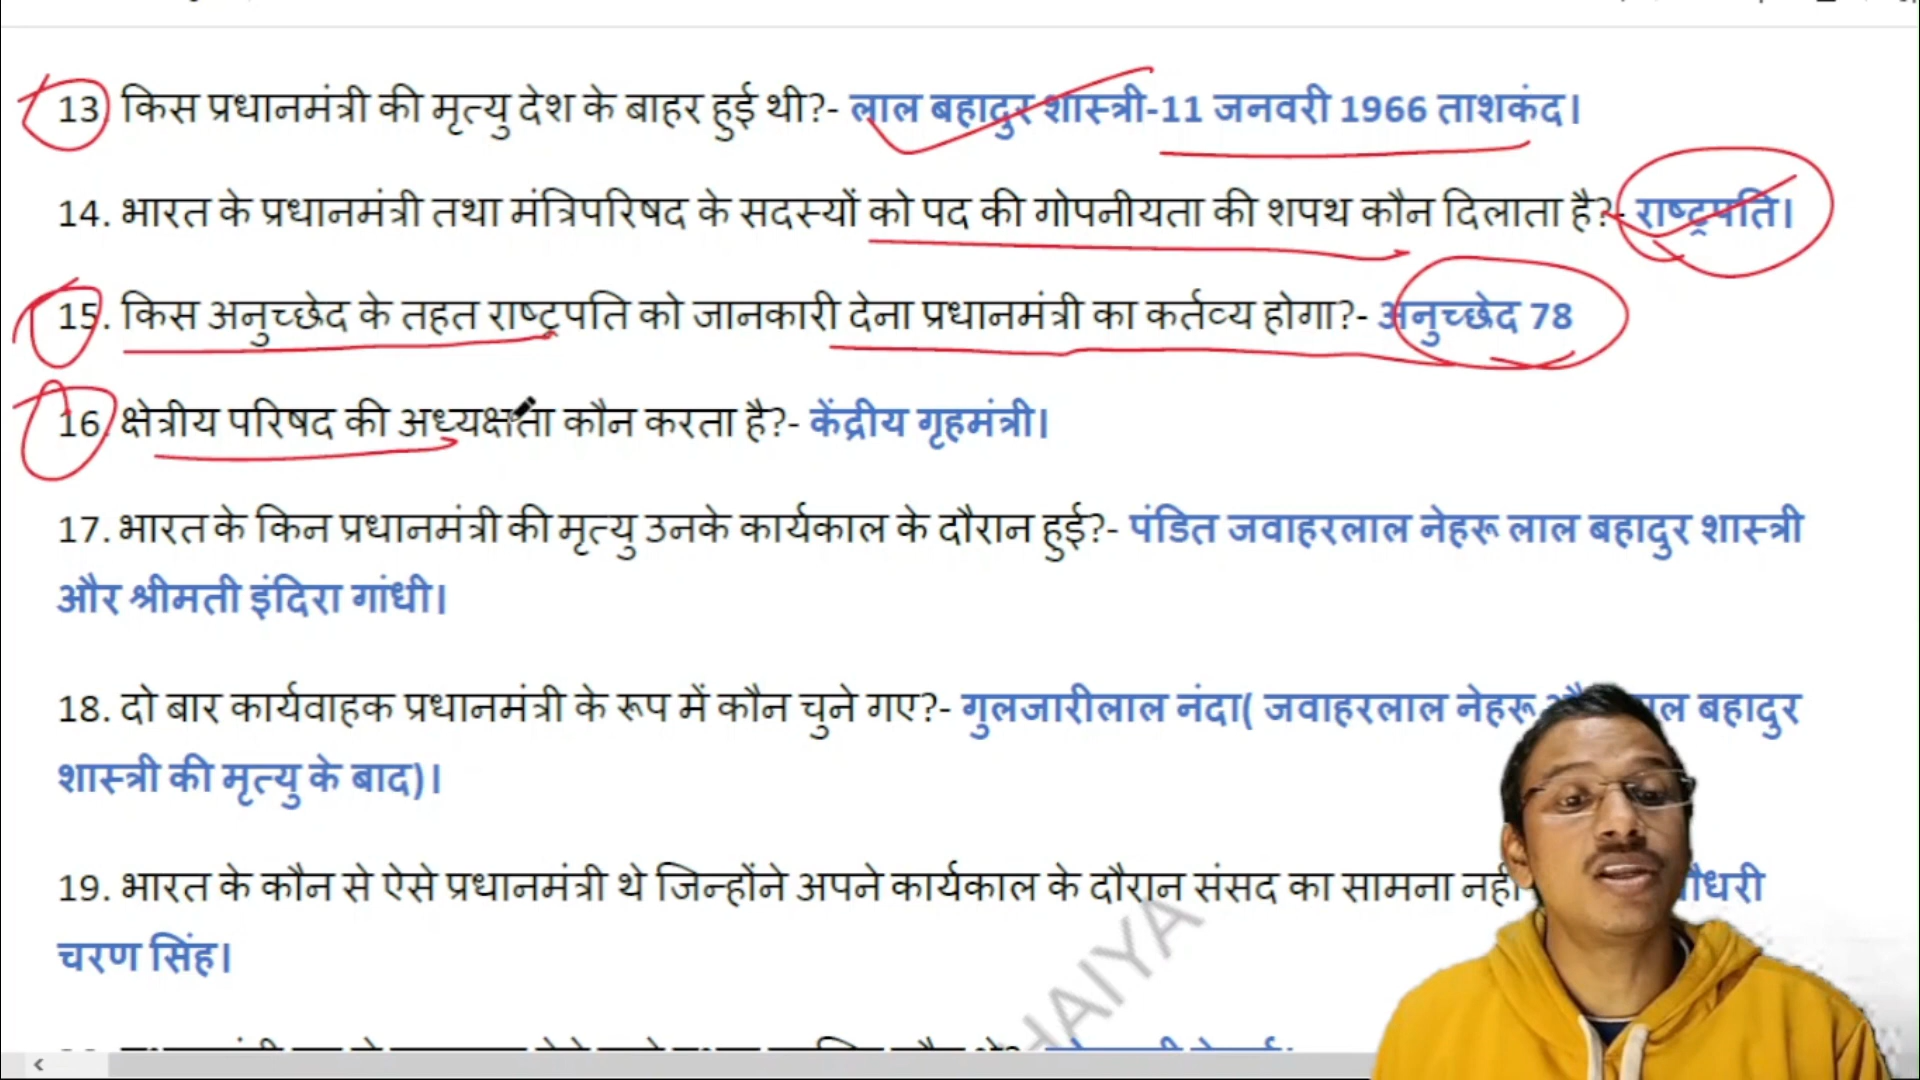 13. किस प्रधानमंत्री की मृत्यु देश के बाहर हुई थी?- लाल बहादुर शास्त्री-11 जनवरी 1966 ताशकंद।
14. भारत के प्रधानमंत्री तथा मंत्रिपरिषद के सदस्यों को पद की गोपनीयता की शपथ कौन दिलाता है?- राष्ट्रपति।
15. किस अनुच्छेद के तहत राष्ट्रपति को जानकारी देना प्रधानमंत्री का कर्तव्य होगा?- अनुच्छेद 78
16. क्षेत्रीय परिषद की अध्यक्षता कौन करता है?- केंद्रीय गृहमंत्री।
17. भारत के किन प्रधानमंत्री की मृत्यु उनके कार्यकाल के दौरान हुई?- पंडित जवाहरलाल नेहरू लाल बहादुर शास्त्री
और श्रीमती इंदिरा गांधी।
18. दो बार कार्यवाहक प्रधानमंत्री के रूप में कौन चुने गए?- गुलजारीलाल नंदा( जवाहरलाल नेहरू बहादुर
शास्त्री की मृत्यु के बाद)।
19. भारत के कौन से ऐसे प्रधानमंत्री थे जिन्होंने अपने कार्यकाल के दौरान संसद का सामना
चरण सिंह।